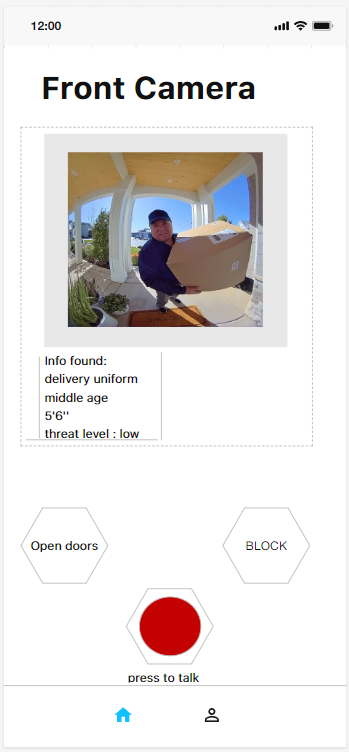 12:00
Front Camera
Info found:
delivery uniform
middle age
5'6''
threat level : low
Open doors
BLOCK
press to talk